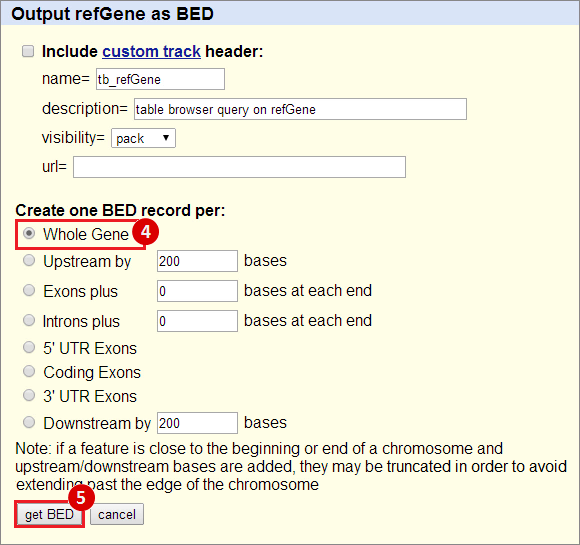 Output refGene as BED
Include custom track header:
name= tb_refGene
description= table browser query on refGene
visibility= pack
url=
Create one BED record per:
Whole Gene 4
Upstream by 200 bases
Exons plus 0 bases at each end
Introns plus 0 bases at each end
5' UTR Exons
Coding Exons
3' UTR Exons
Downstream by 200 bases
Note: if a feature is close to the beginning or end of a chromosome and
upstream/downstream bases are added, they may be truncated in order to avoid
extending past the edge of the chromosome
5
get BED cancel